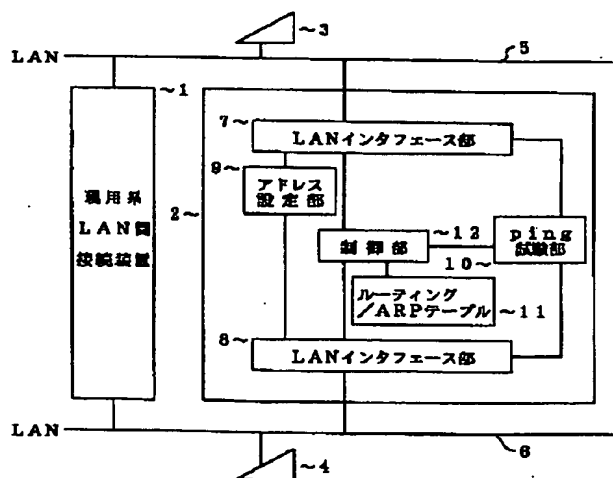 ~3
LAN
5
~1
7~
LANインタフェース部
9~
アドレス
設定部
現用系
LAN間
接続装置
2~
~12
制御部
ping
試験部
10~
ルーティング
/ARPテーブル
~11
8~
LANインタフェース部
LAN
6
~4